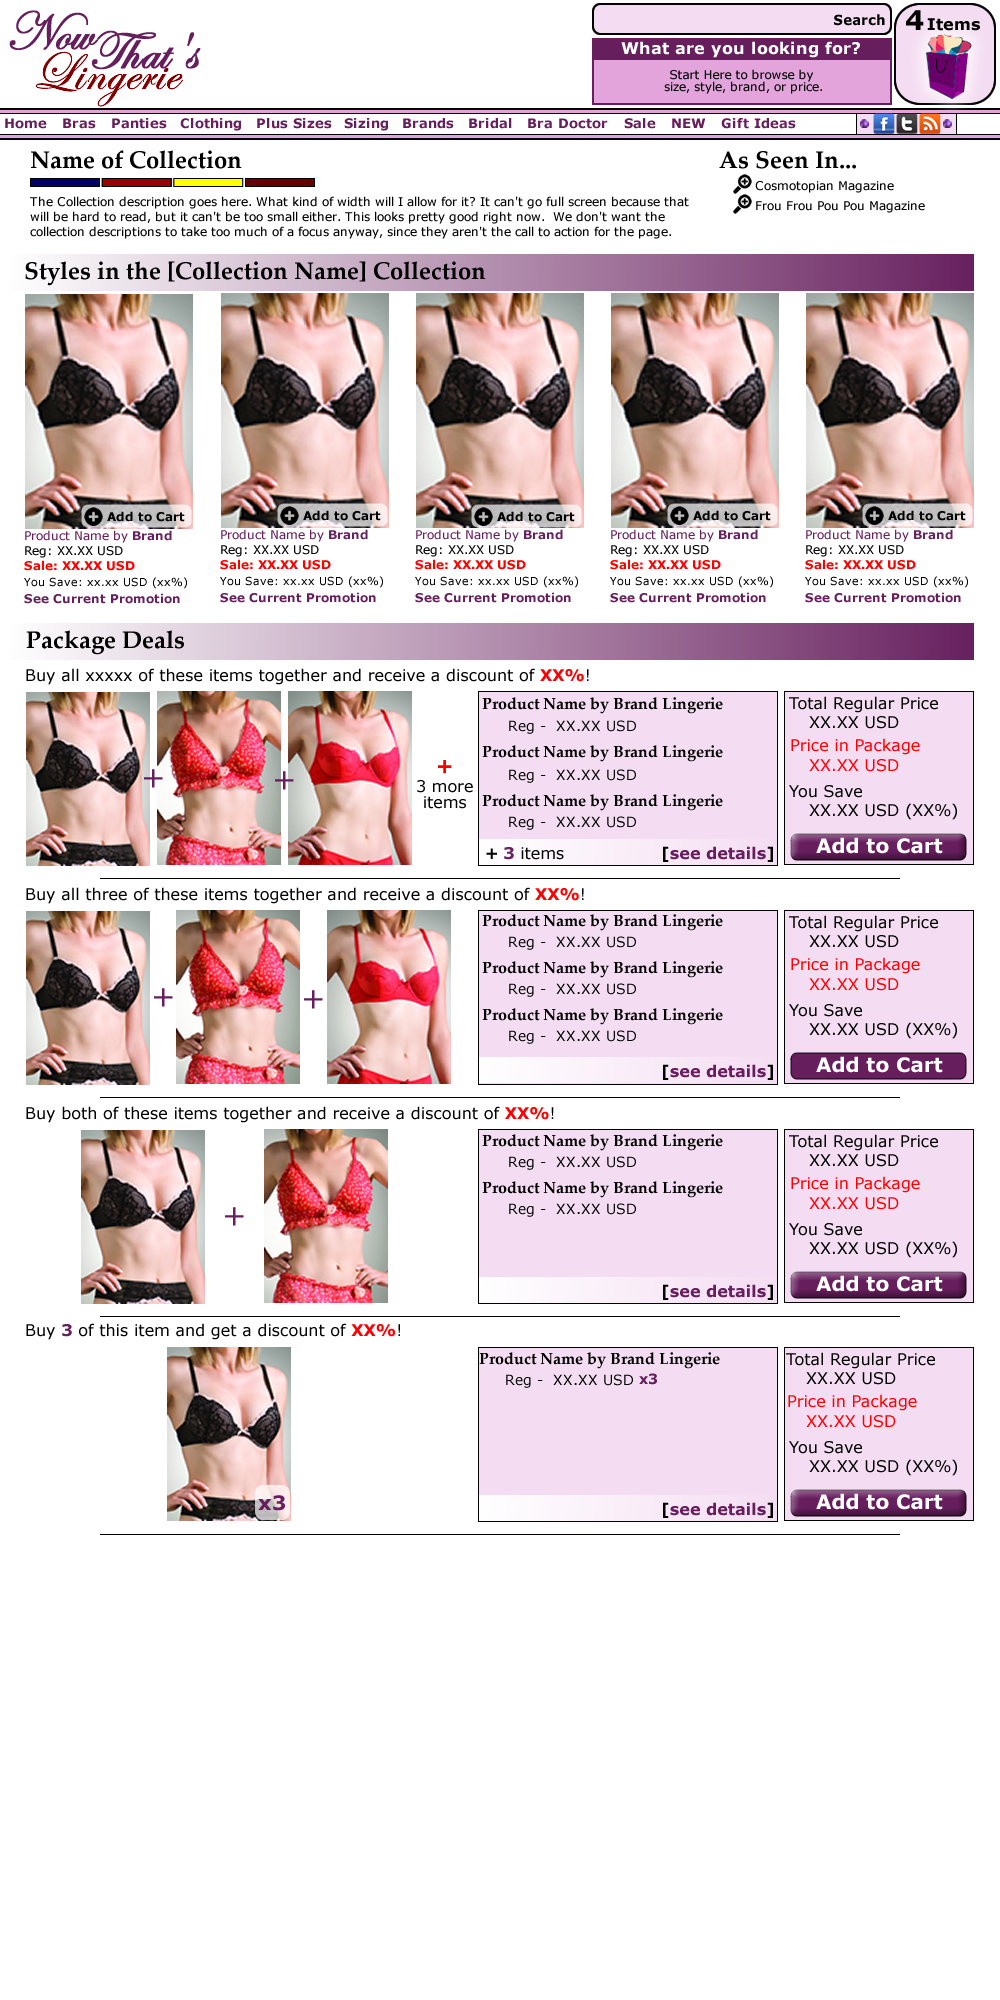 Now That's
Lingerie
Search
What are you looking for?
Start Here to browse by
size, style, brand, or price.
4 Items
Home Bras Panties Clothing Plus Sizes Sizing Brands Bridal Bra Doctor Sale NEW Gift Ideas
Name of Collection
The Collection description goes here. What kind of width will I allow for it? It can't go full screen because that
will be hard to read, but it can't be too small either. This looks pretty good right now. We don't want the
collection descriptions to take too much of a focus anyway, since they aren't the call to action for the page.
As Seen In...
Cosmotopian Magazine
Frou Frou Pou Pou Magazine
Styles in the [Collection Name] Collection
Add to Cart Add to Cart Add to Cart Add to Cart Add to Cart
Product Name by Brand Product Name by Brand Product Name by Brand Product Name by Brand Product Name by Brand
Reg: XX.XX USD Reg: XX.XX USD Reg: XX.XX USD Reg: XX.XX USD Reg: XX.XX USD
Sale: XX.XX USD Sale: XX.XX USD Sale: XX.XX USD Sale: XX.XX USD Sale: XX.XX USD
You Save: xx.xx USD (xx%) You Save: xx.xx USD (xx%) You Save: xx.xx USD (xx%) You Save: xx.xx USD (xx%) You Save: xx.xx USD (xx%)
See Current Promotion See Current Promotion See Current Promotion See Current Promotion See Current Promotion
Package Deals
Buy all xxxxx of these items together and receive a discount of XX%!
+ +
+
3 more
items
Product Name by Brand Lingerie
Reg - XX.XX USD
Product Name by Brand Lingerie
Reg - XX.XX USD
Product Name by Brand Lingerie
Reg - XX.XX USD
+ 3 items [see details]
Total Regular Price
XX.XX USD
Price in Package
XX.XX USD
You Save
XX.XX USD (XX%)
Add to Cart
Buy all three of these items together and receive a discount of XX%!
+ +
Product Name by Brand Lingerie
Reg - XX.XX USD
Product Name by Brand Lingerie
Reg - XX.XX USD
Product Name by Brand Lingerie
Reg - XX.XX USD
[see details]
Total Regular Price
XX.XX USD
Price in Package
XX.XX USD
You Save
XX.XX USD (XX%)
Add to Cart
Buy both of these items together and receive a discount of XX%!
+
Product Name by Brand Lingerie
Reg - XX.XX USD
Product Name by Brand Lingerie
Reg - XX.XX USD
[see details]
Total Regular Price
XX.XX USD
Price in Package
XX.XX USD
You Save
XX.XX USD (XX%)
Add to Cart
Buy 3 of this item and get a discount of XX%!
x3
Product Name by Brand Lingerie
Reg - XX.XX USD x3
[see details]
Total Regular Price
XX.XX USD
Price in Package
XX.XX USD
You Save
XX.XX USD (XX%)
Add to Cart